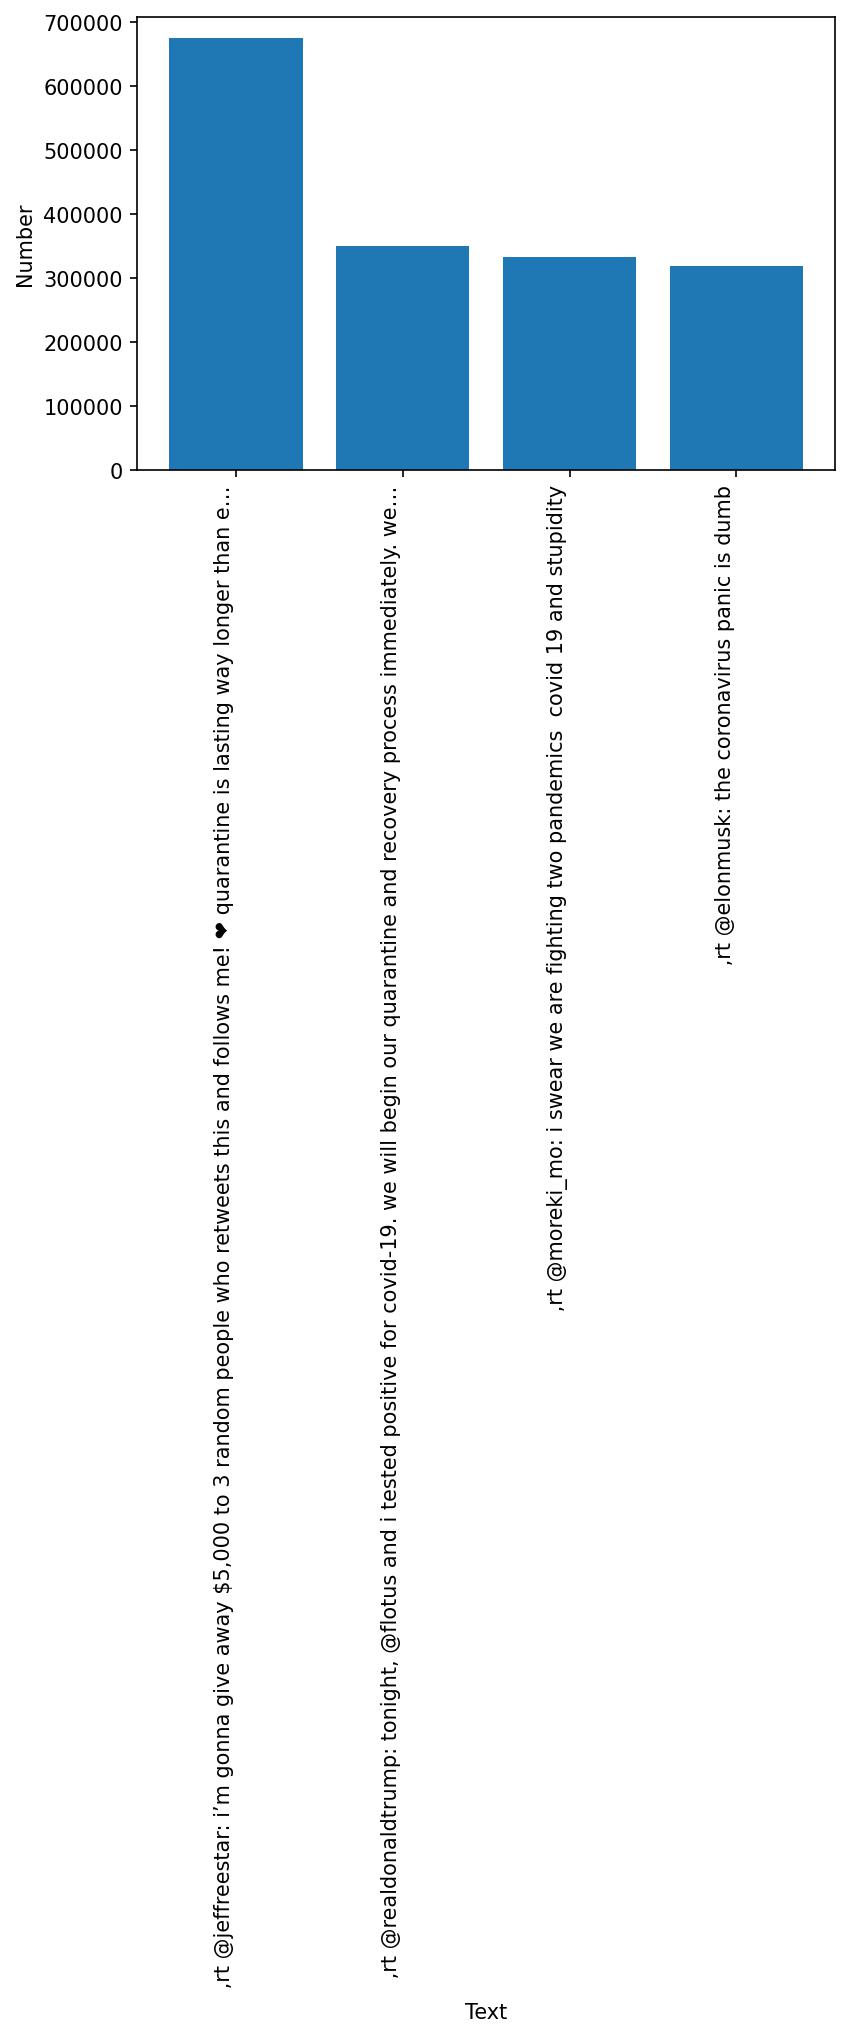 700000
600000
500000
400000
300000
200000
100000
0
Number
,rt @jeffreestar: i’m gonna give away $5,000 to 3 random people who retweets this and follows me! ❤ quarantine is lasting way longer than e…
,rt @realdonaldtrump: tonight, @flotus and i tested positive for covid-19. we will begin our quarantine and recovery process immediately. we…
,rt @moreki_mo: i swear we are fighting two pandemics  covid 19 and stupidity
,rt @elonmusk: the coronavirus panic is dumb
Text